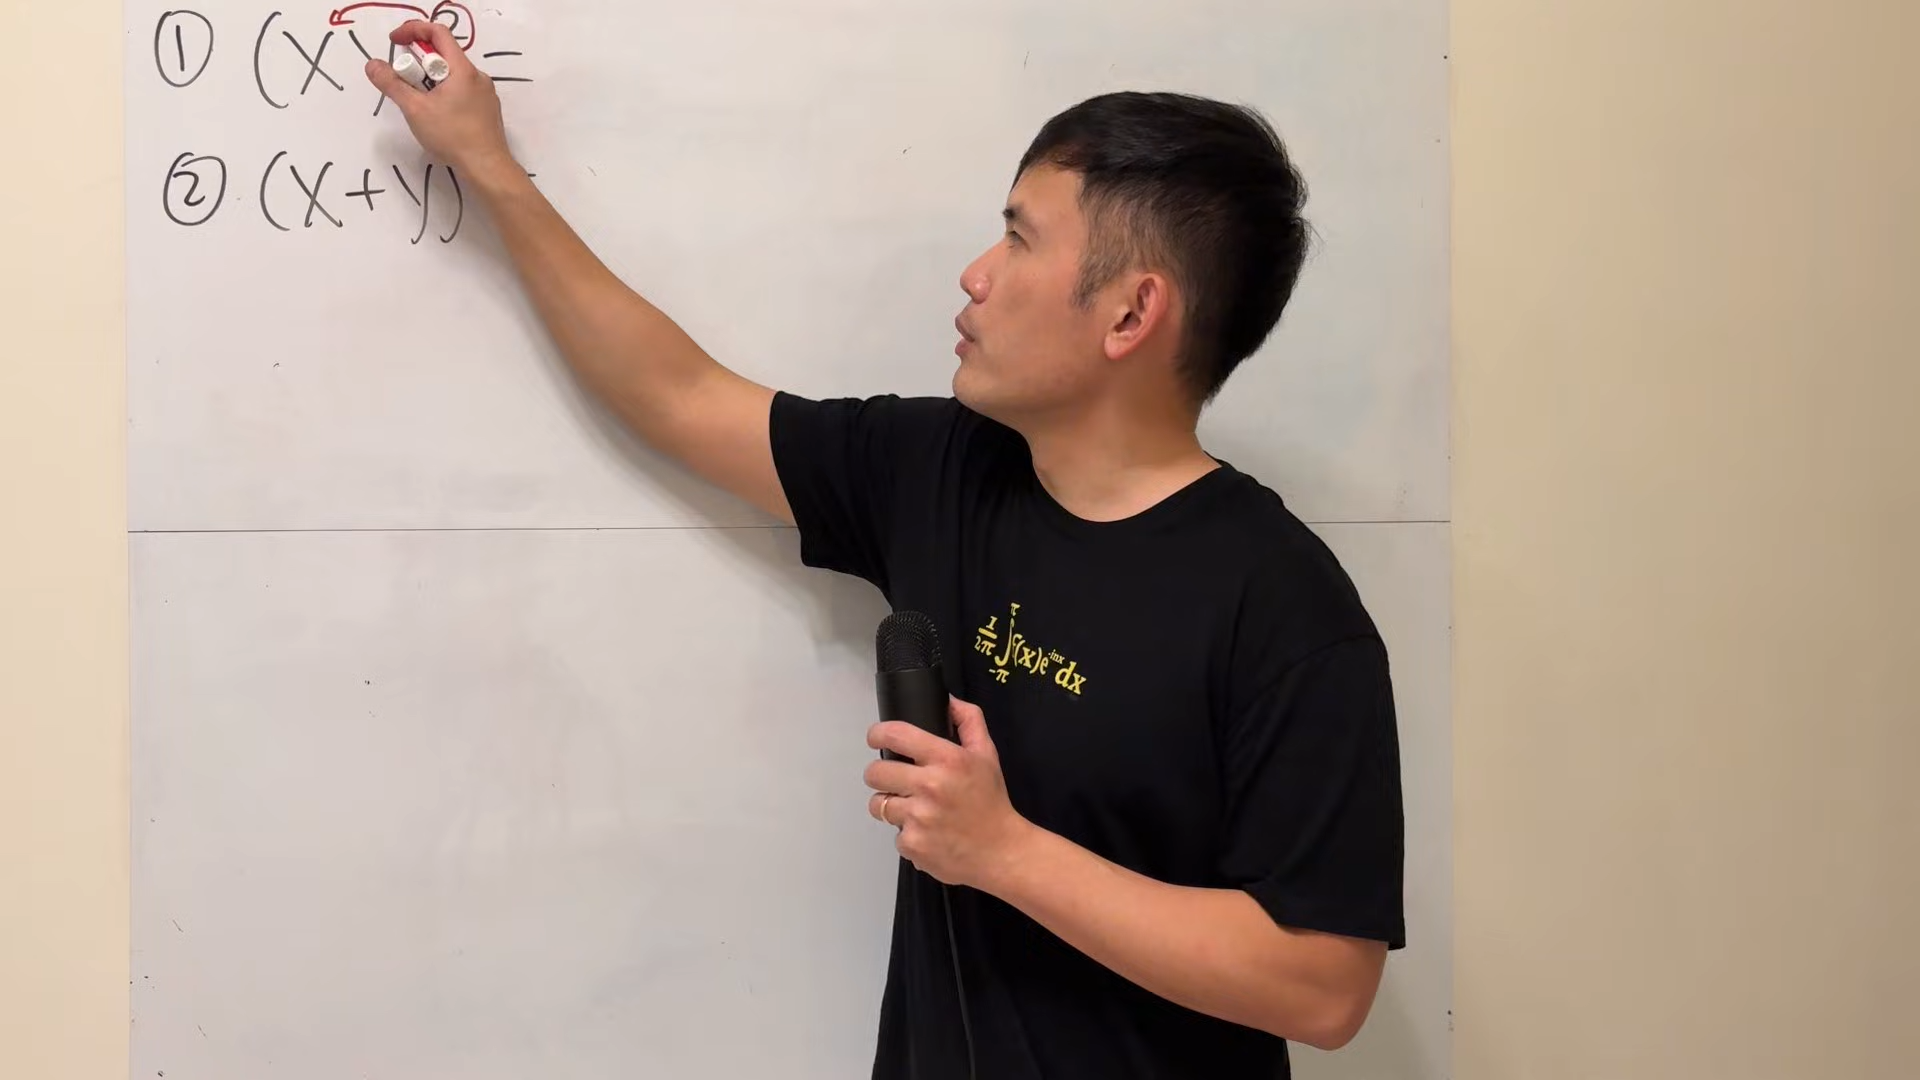 ① (xy)² =
② (x+y)
1/2π ∫_{-π}^{π} f(x)e^{-inx}dx